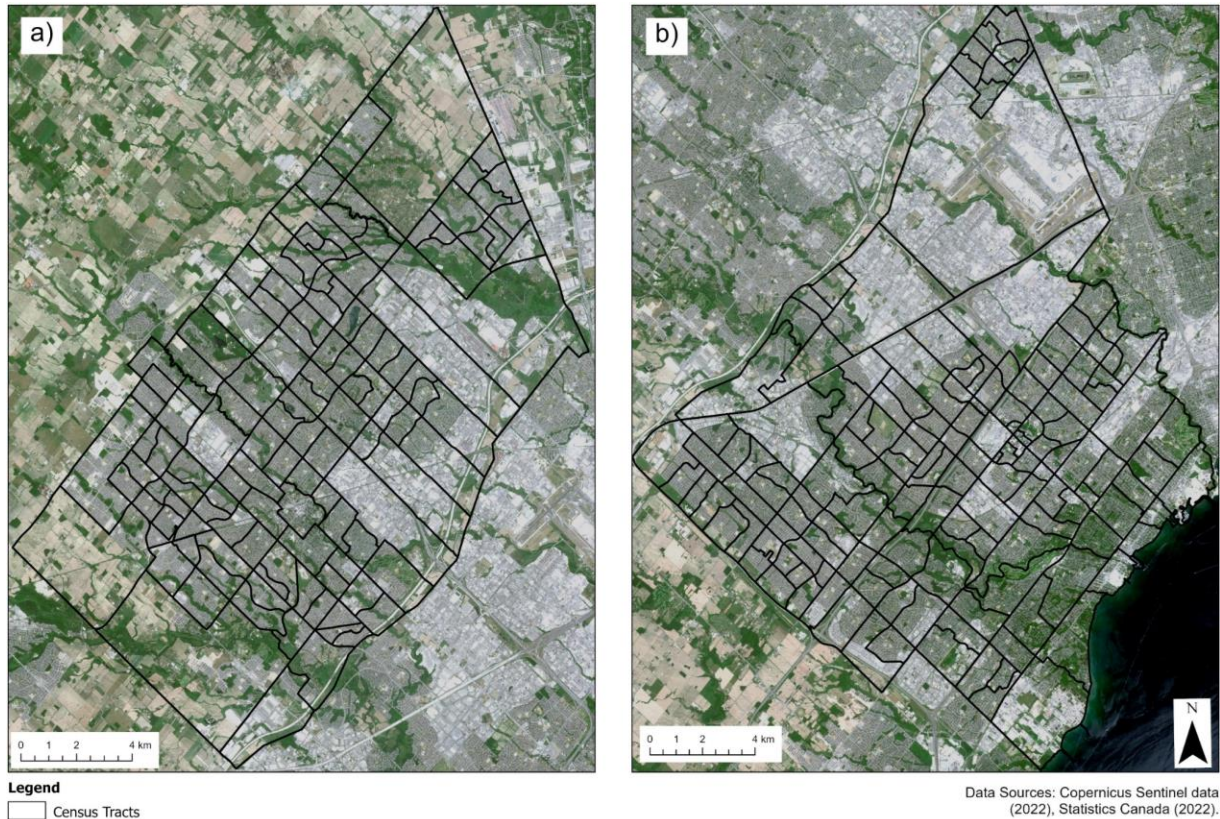 a)
b)
0 1 2 4 km
0 1 2 4 km
N
Legend
Census Tracts
Data Sources: Copernicus Sentinel data
(2022), Statistics Canada (2022).